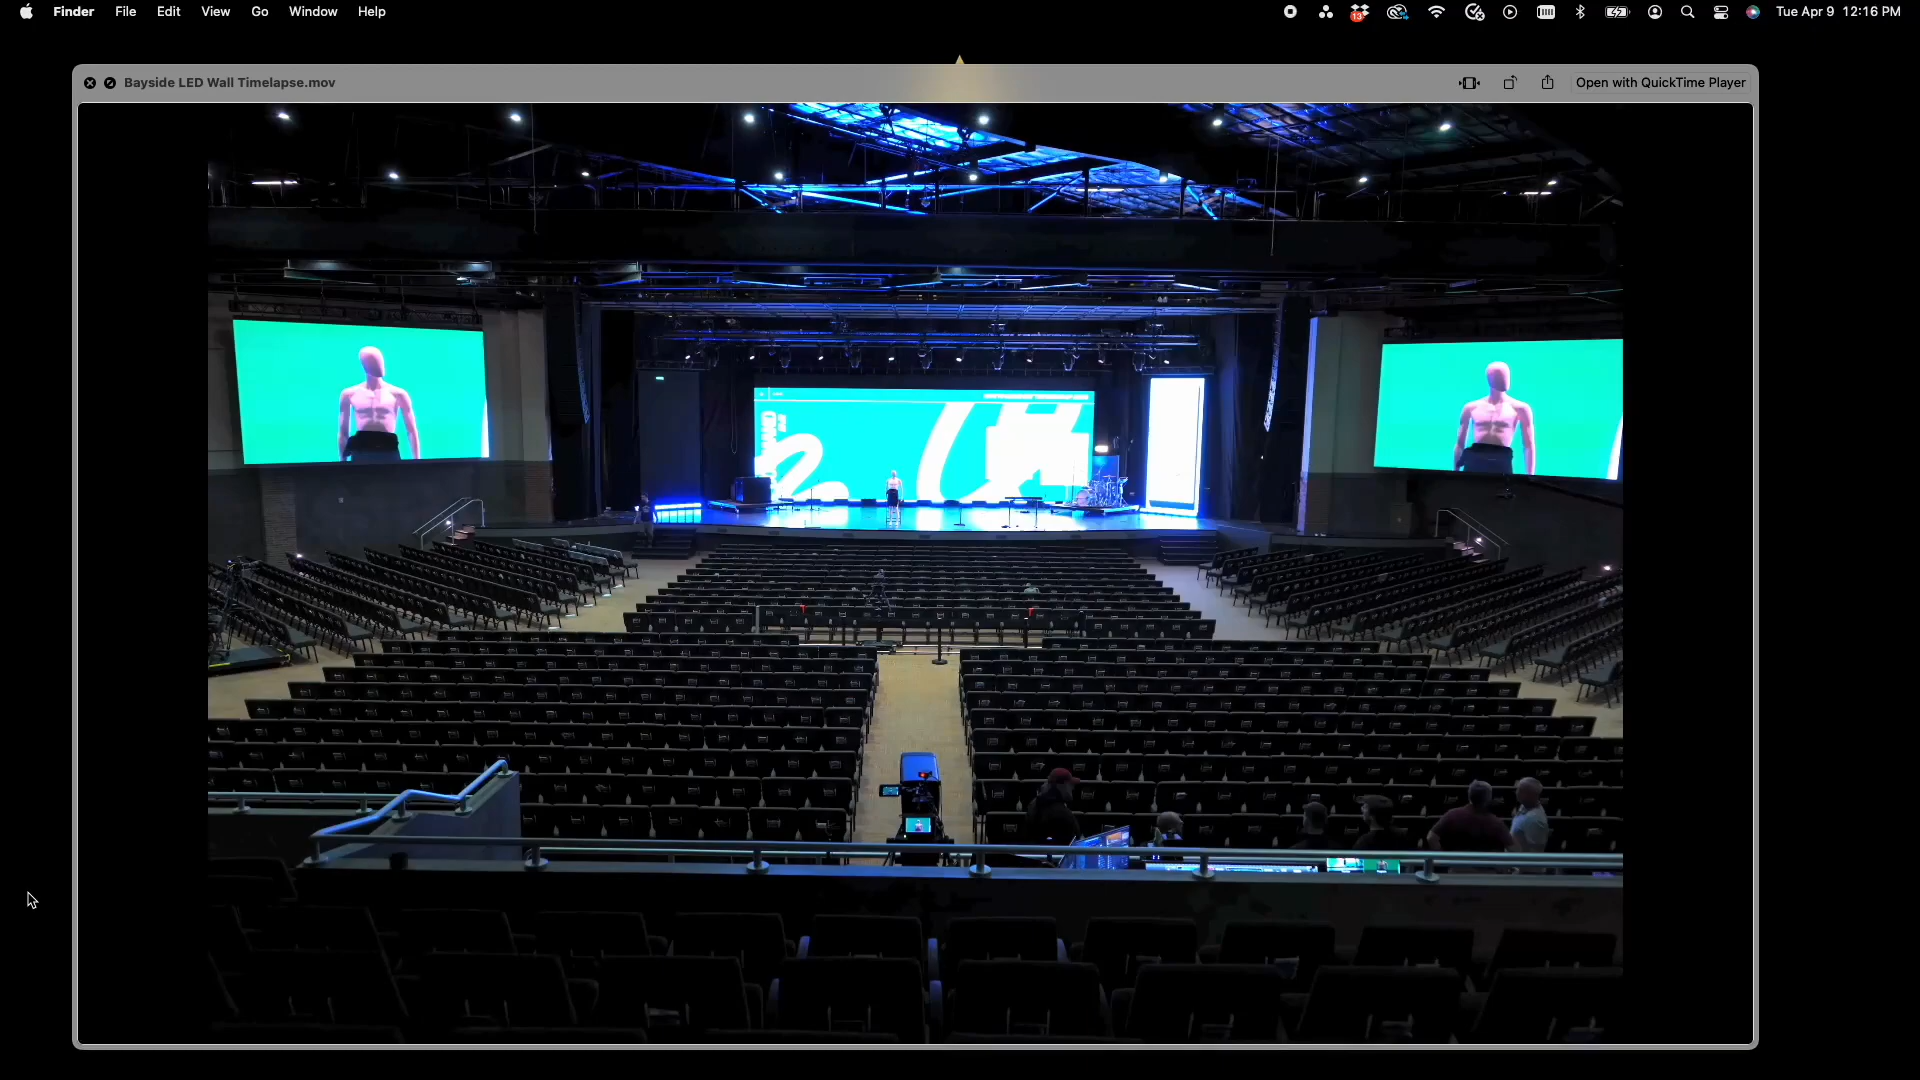 Finder File Edit View Go Window Help
13
Tue Apr 9 12:16 PM
Bayside LED Wall Timelapse.mov
Open with QuickTime Player